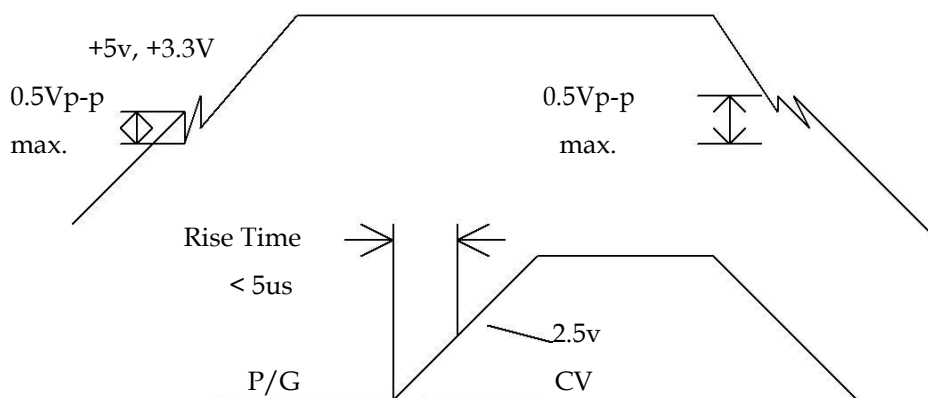 +5v, +3.3V
0.5Vp-p
max.
0.5Vp-p
max.
Rise Time
< 5us
2.5v
P/G
CV